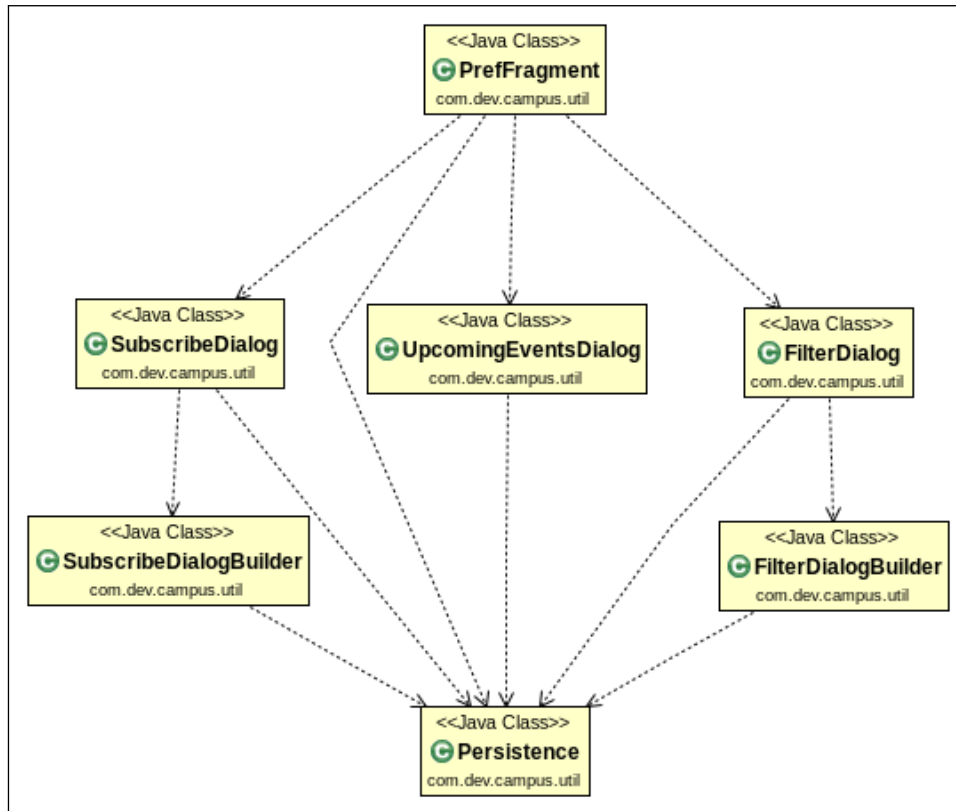 <<Java Class>>
PrefFragment
com.dev.campus.util
<<Java Class>>
SubscribeDialog
com.dev.campus.util
<<Java Class>>
UpcomingEventsDialog
com.dev.campus.util
<<Java Class>>
FilterDialog
com.dev.campus.util
<<Java Class>>
SubscribeDialogBuilder
com.dev.campus.util
<<Java Class>>
FilterDialogBuilder
com.dev.campus.util
<<Java Class>>
Persistence
com.dev.campus.util